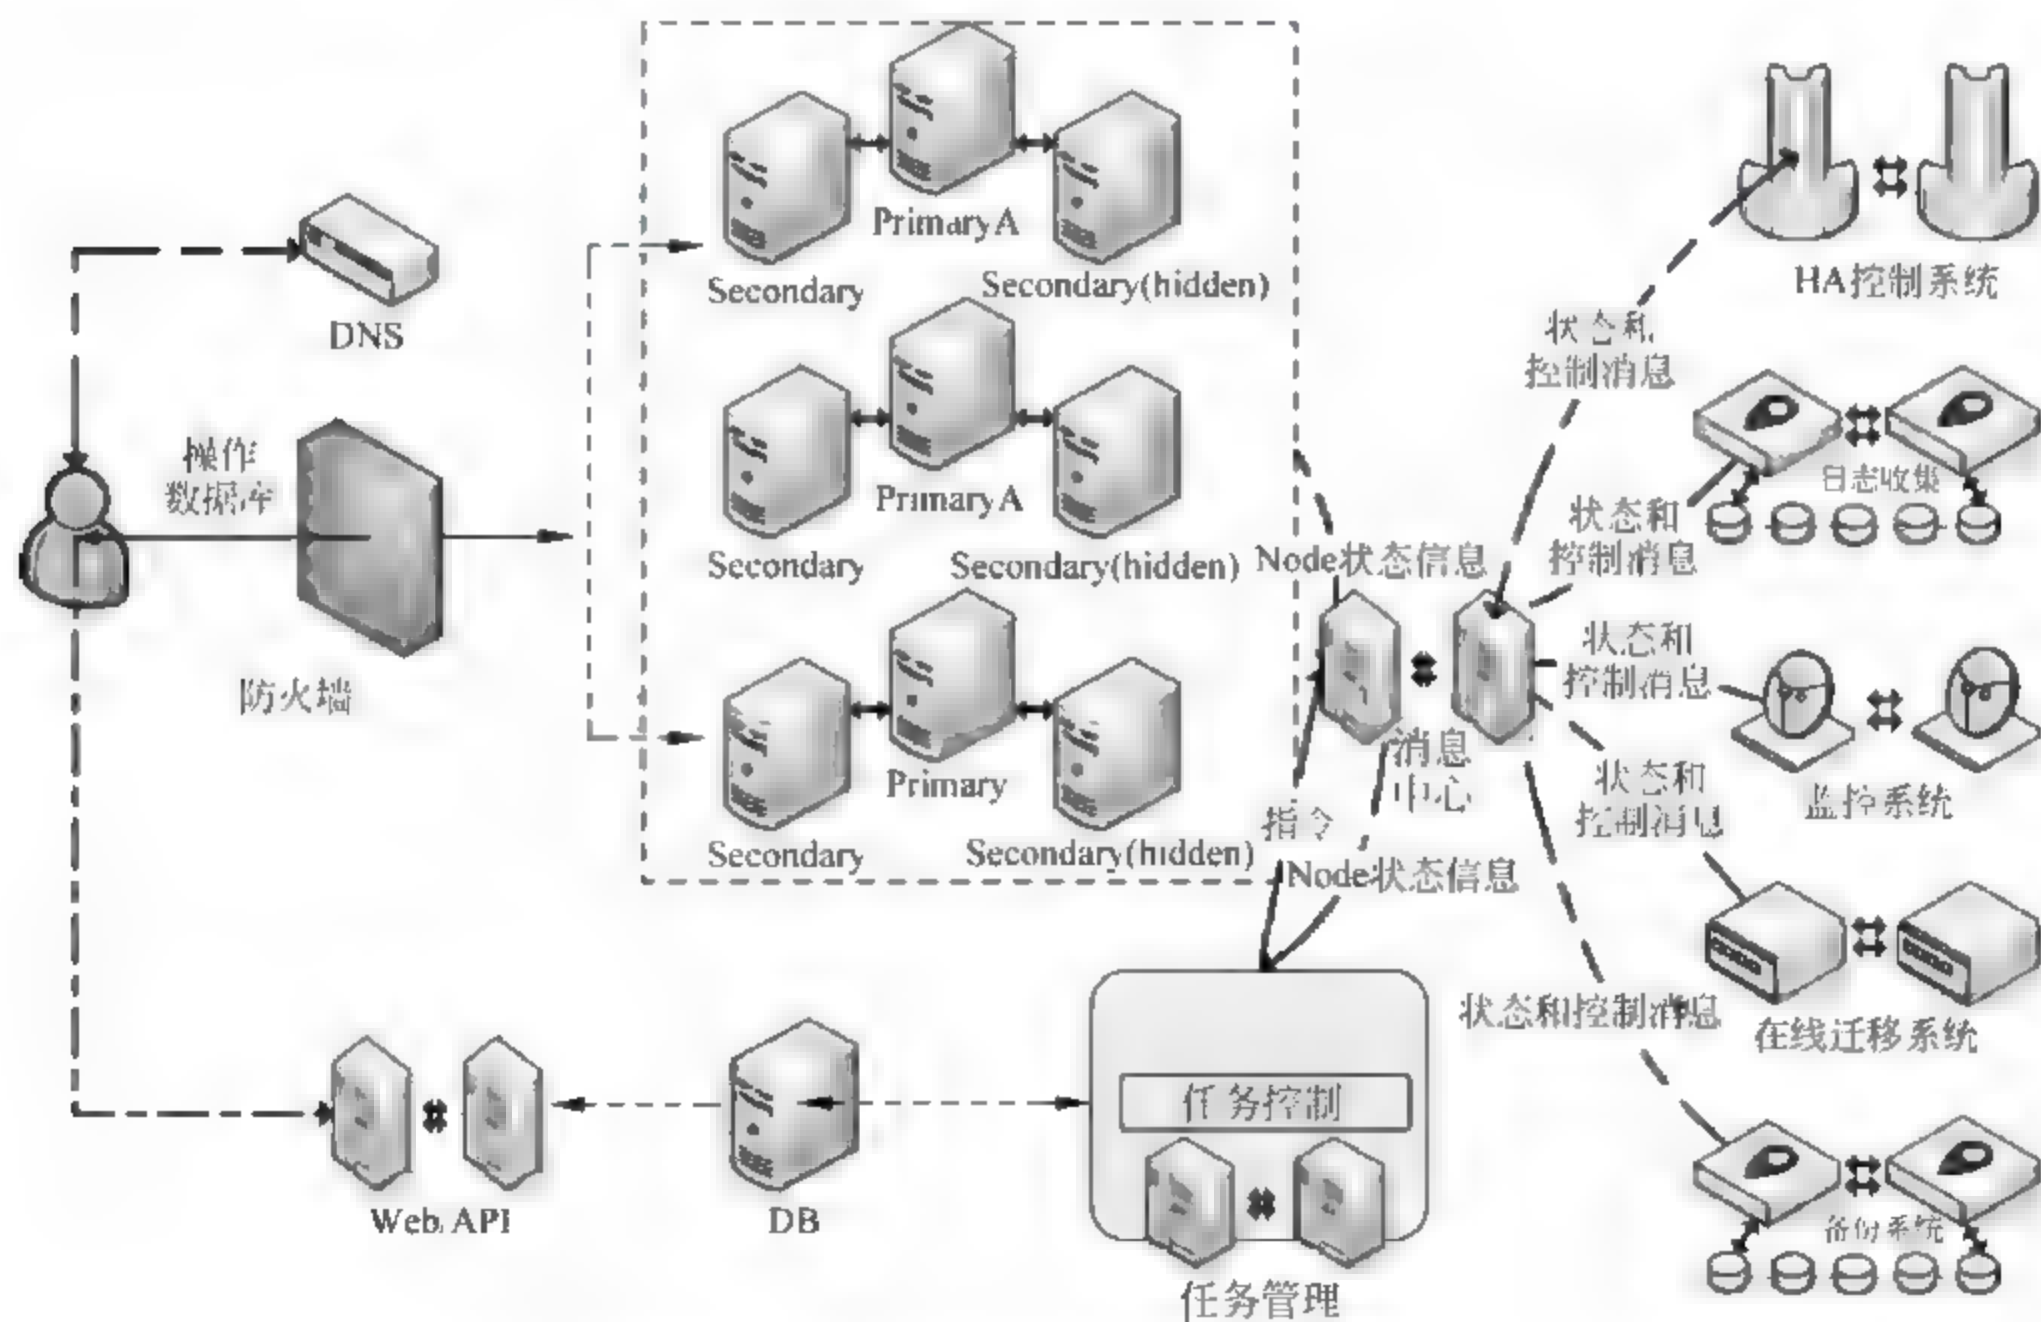 DNS
操作
数据库
防火墙
Primary A
Secondary
Secondary(hidden)
Primary A
Secondary
Secondary(hidden)
Primary
Secondary
Secondary(hidden)
Node状态信息
消息
中心
指令
Node状态信息
状态和
控制消息
HA控制系统
状态和
控制消息
日志收集
状态和
控制消息
监控系统
状态和
控制消息
在线迁移系统
状态和控制消息
备份系统
Web API
DB
任务控制
任务管理